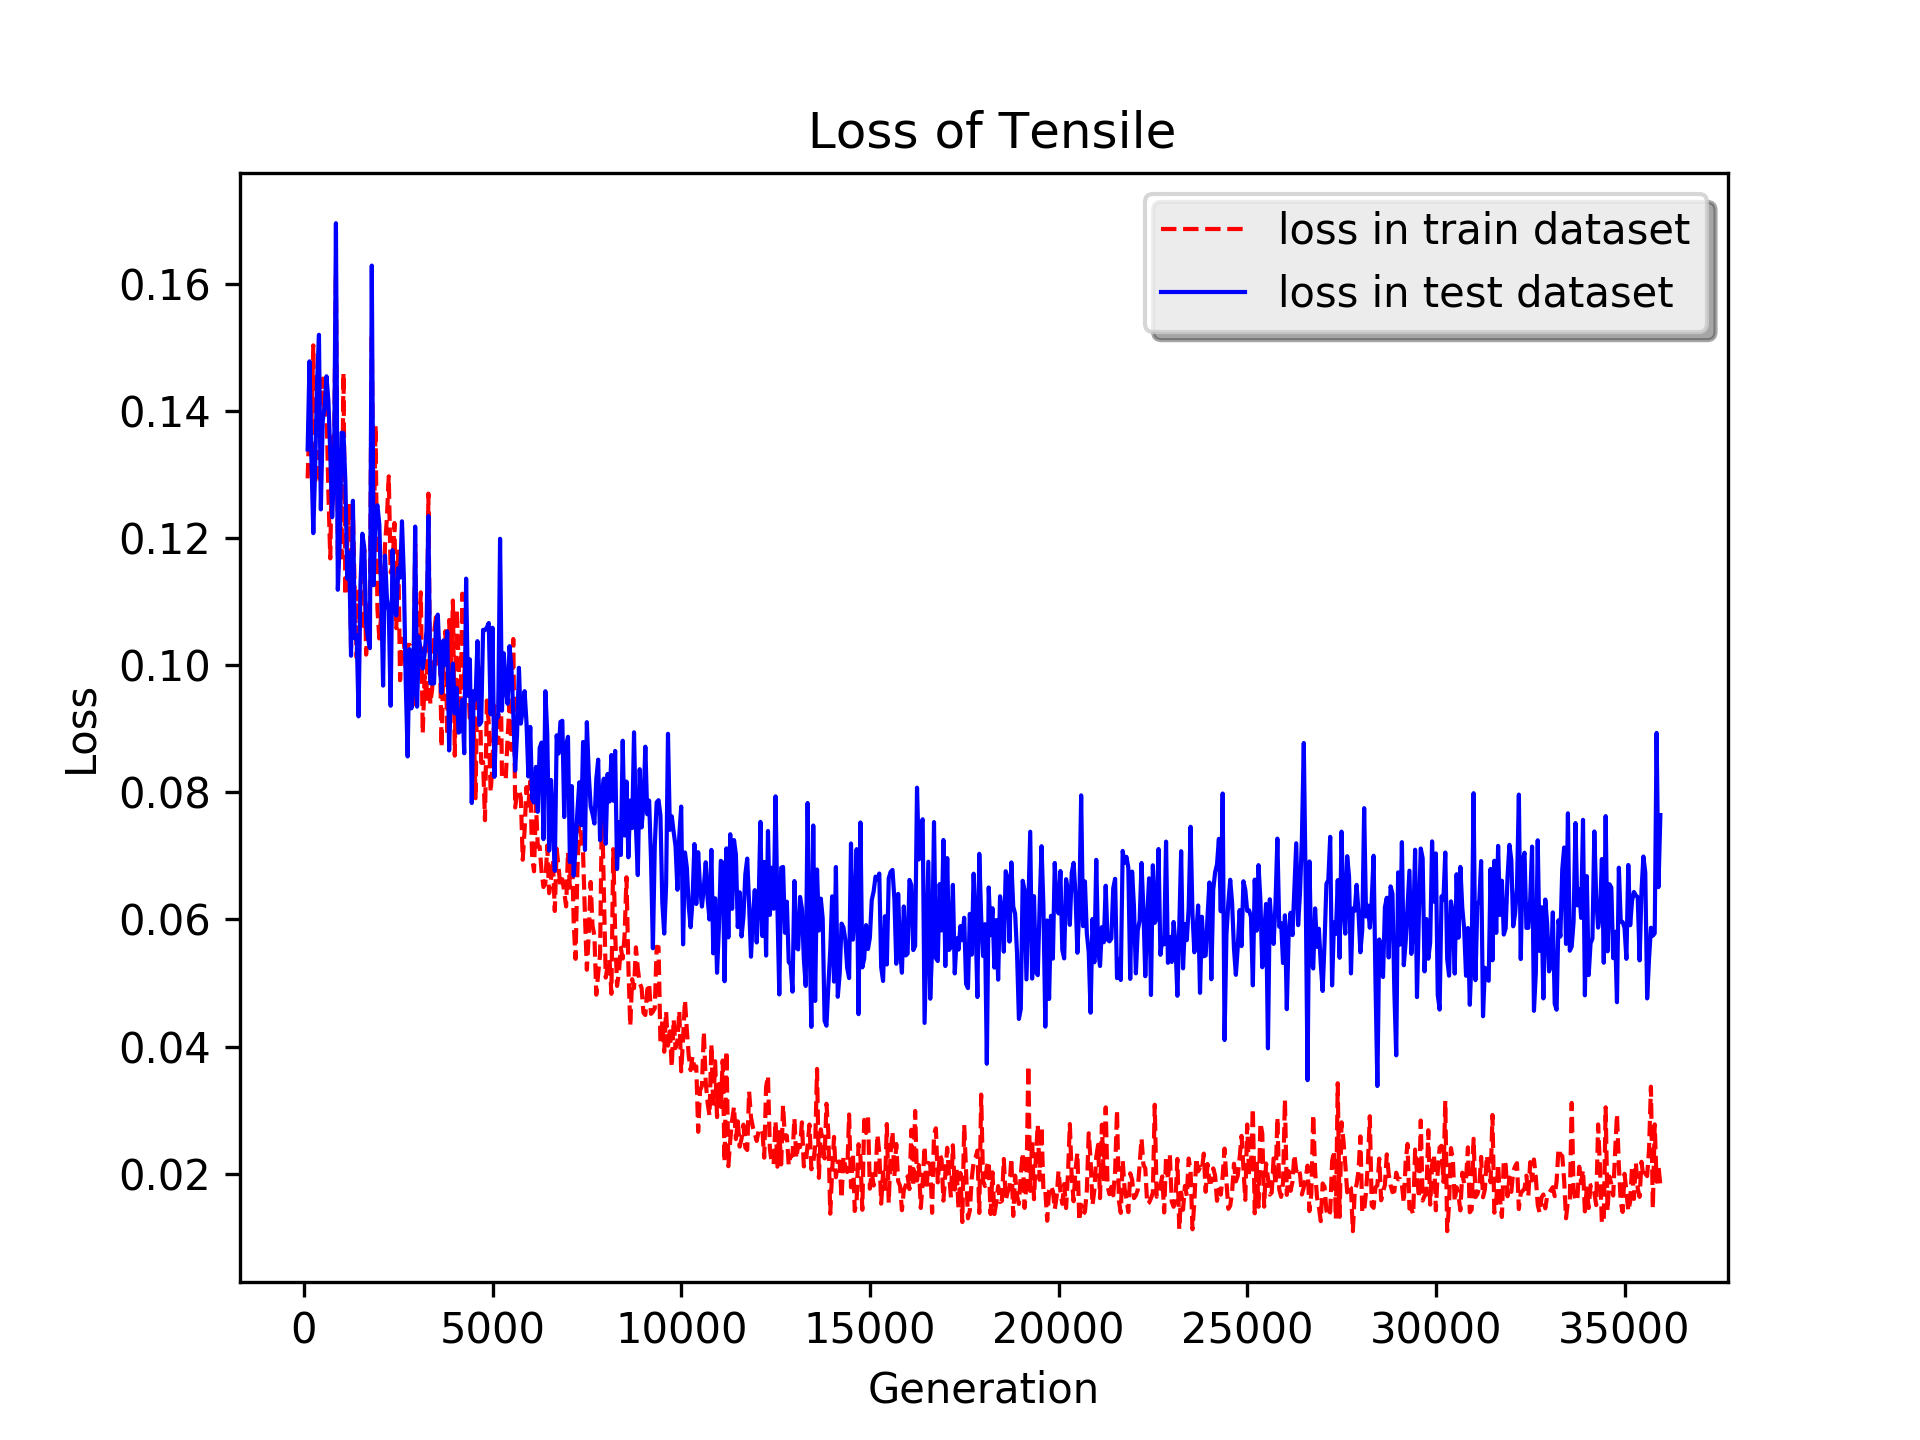 Loss of Tensile
loss in train dataset
loss in test dataset
0.16
0.14
0.12
0.10
0.08
0.06
0.04
0.02
Loss
0 5000 10000 15000 20000 25000 30000 35000
Generation